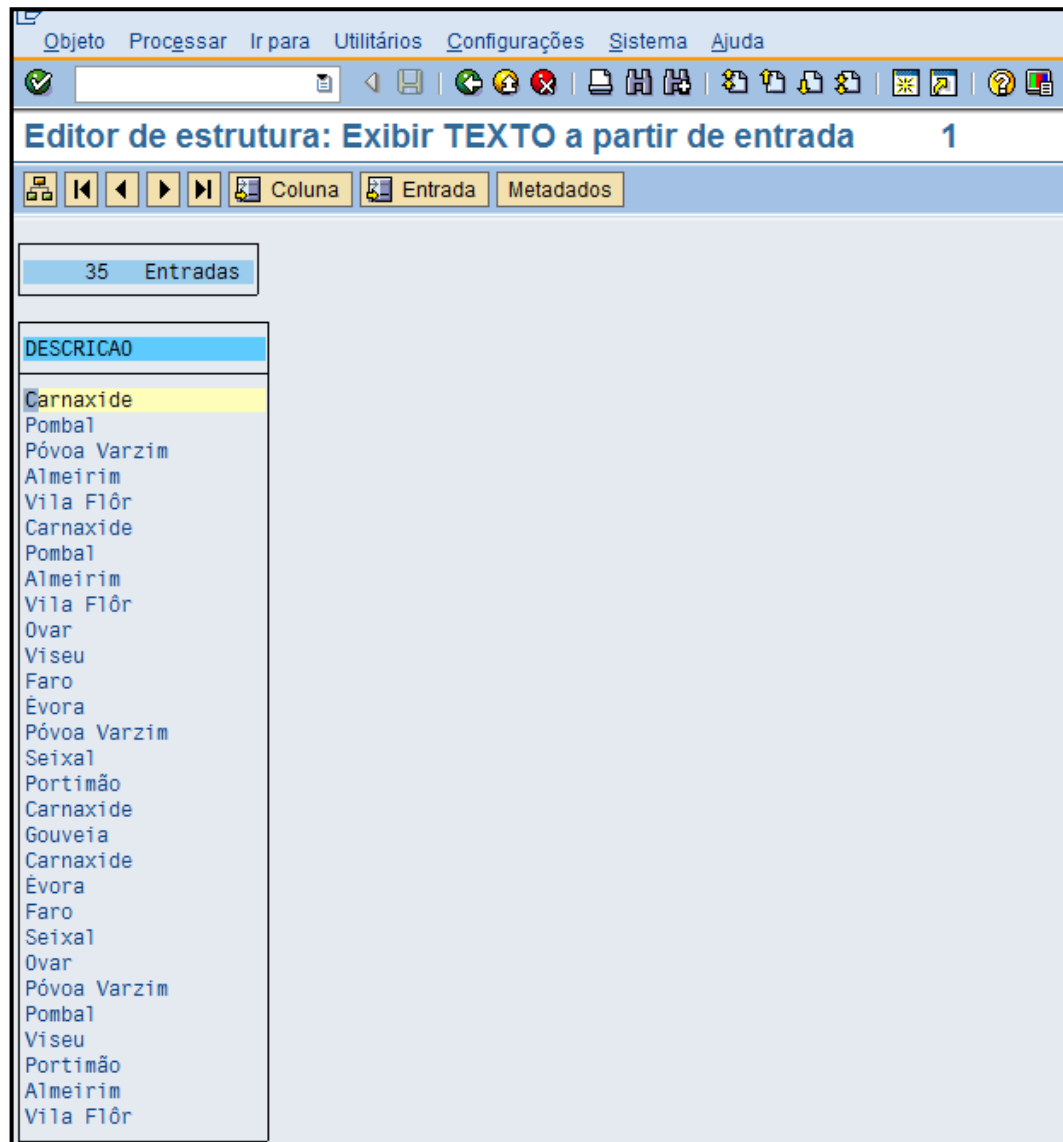 Objeto Processar Ir para Utilitários Configurações Sistema Ajuda
Editor de estrutura: Exibir TEXTO a partir de entrada 1
Coluna Entrada Metadados
35 Entradas
DESCRICAO
Carnaxide
Pombal
Póvoa Varzim
Almeirim
Vila Flôr
Carnaxide
Pombal
Almeirim
Vila Flôr
Ovar
Viseu
Faro
Évora
Póvoa Varzim
Seixal
Portimão
Carnaxide
Gouveia
Carnaxide
Évora
Faro
Seixal
Ovar
Póvoa Varzim
Pombal
Viseu
Portimão
Almeirim
Vila Flôr